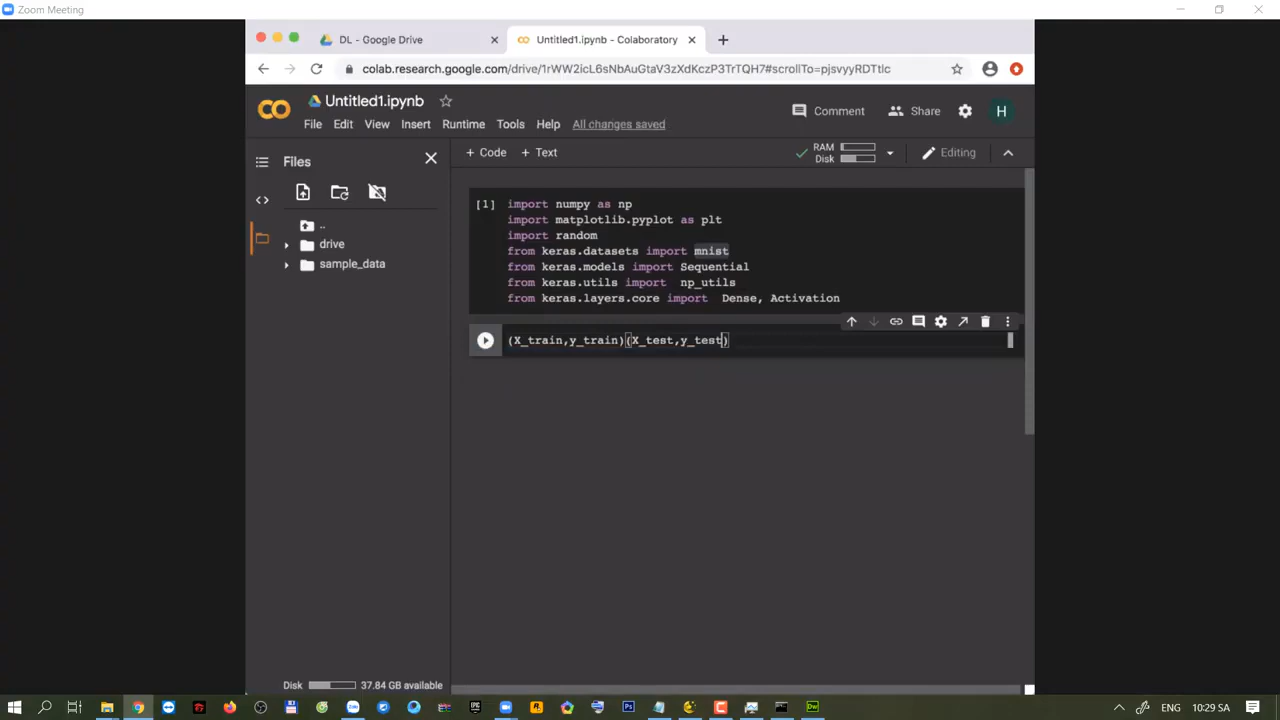 Zoom Meeting
DL - Google Drive
Untitled1.ipynb - Colaboratory
colab.research.google.com/drive/1rWW2icL6sNbAuGtaV3zXdKczP3TrTQH7#scrollTo=pjsvyyRDTtlc
Untitled1.ipynb
Comment
Share
H
File Edit View Insert Runtime Tools Help All changes saved
Files
+ Code + Text
RAM
Disk
Editing
..
drive
sample_data
[1] import numpy as np
import matplotlib.pyplot as plt
import random
from keras.datasets import mnist
from keras.models import Sequential
from keras.utils import np_utils
from keras.layers.core import Dense, Activation
(X_train,y_train)(X_test,y_test)
Disk 37.84 GB available
ENG 10:29 SA